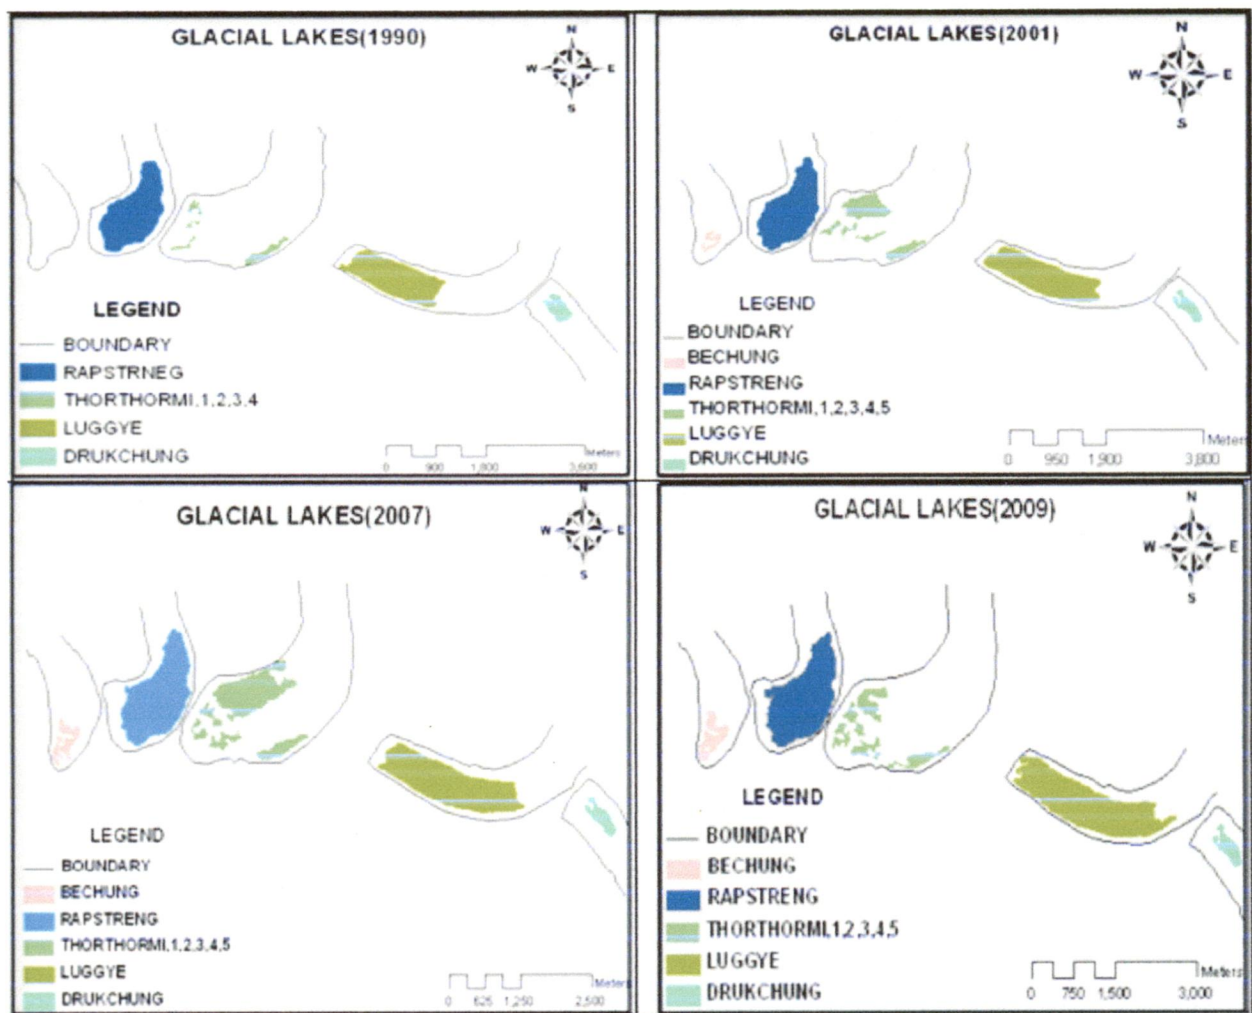 GLACIAL LAKES(1990)
N
W E
S
LEGEND
BOUNDARY
RAPSTRNEG
THORTHORMI,1,2,3,4
LUGGYE
DRUKCHUNG
Meters
0 900 1,800 3,600
GLACIAL LAKES(2001)
N
W E
S
LEGEND
BOUNDARY
BECHUNG
RAPSTRENG
THORTHORMI,1,2,3,4,5
LUGGYE
DRUKCHUNG
Meters
0 950 1,900 3,800
GLACIAL LAKES(2007)
N
W E
S
LEGEND
BOUNDARY
BECHUNG
RAPSTRENG
THORTHORMI,1,2,3,4,5
LUGGYE
DRUKCHUNG
Meters
0 625 1,250 2,500
GLACIAL LAKES(2009)
N
W E
S
LEGEND
BOUNDARY
BECHUNG
RAPSTRENG
THORTHORMI,1,2,3,4,5
LUGGYE
DRUKCHUNG
Meters
0 750 1,500 3,000